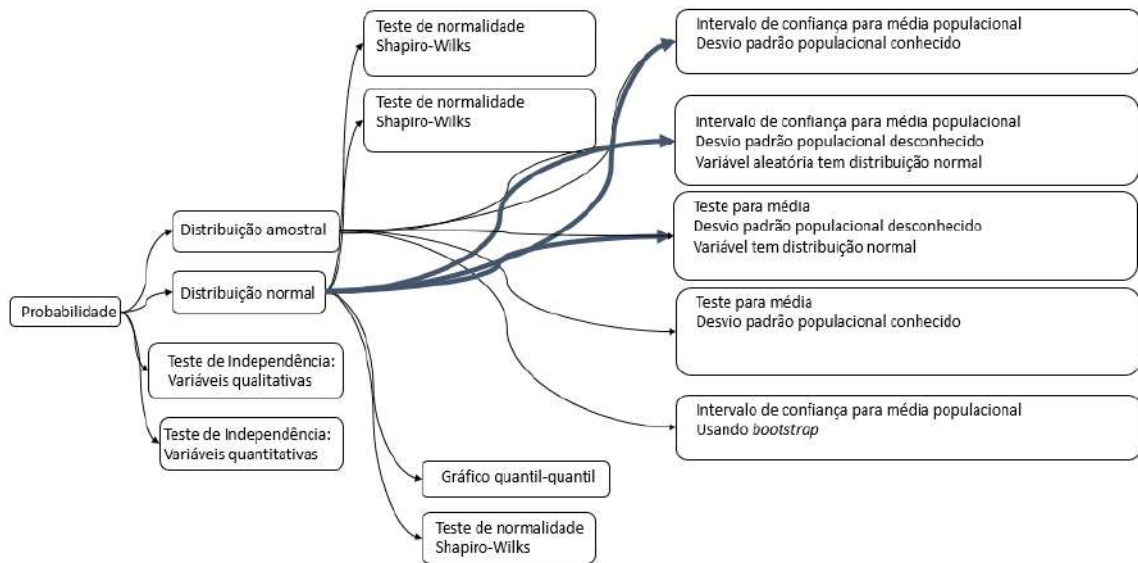 Probabilidade
Distribuição amostral
Distribuição normal
Teste de Independência:
Variáveis qualitativas
Teste de Independência:
Variáveis quantitativas
Teste de normalidade
Shapiro-Wilks
Teste de normalidade
Shapiro-Wilks
Gráfico quantil-quantil
Teste de normalidade
Shapiro-Wilks
Intervalo de confiança para média populacional
Desvio padrão populacional conhecido
Intervalo de confiança para média populacional
Desvio padrão populacional desconhecido
Variável aleatória tem distribuição normal
Teste para média
Desvio padrão populacional desconhecido
Variável tem distribuição normal
Teste para média
Desvio padrão populacional conhecido
Intervalo de confiança para média populacional
Usando bootstrap